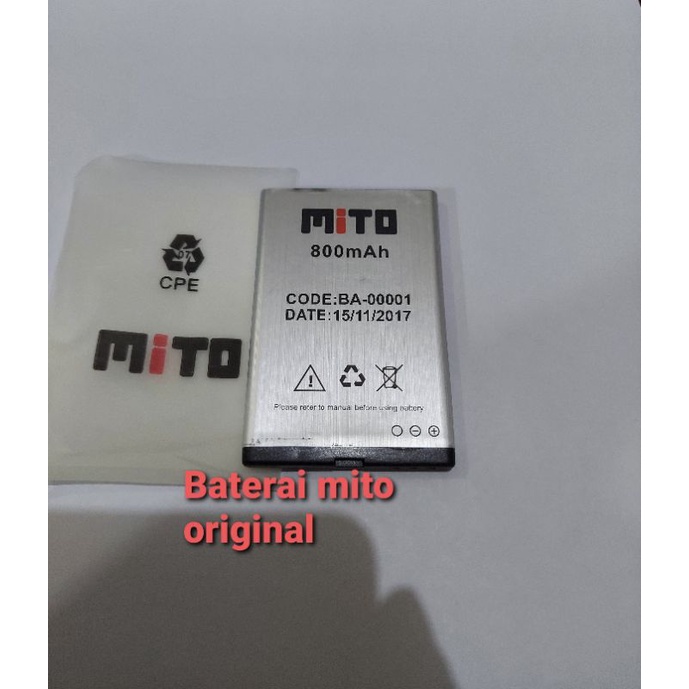 07
CPE
MiTO
MiTO
800mAh
CODE:BA-00001
DATE:15/11/2017
Please refer to manual before using battery
Baterai mito
original